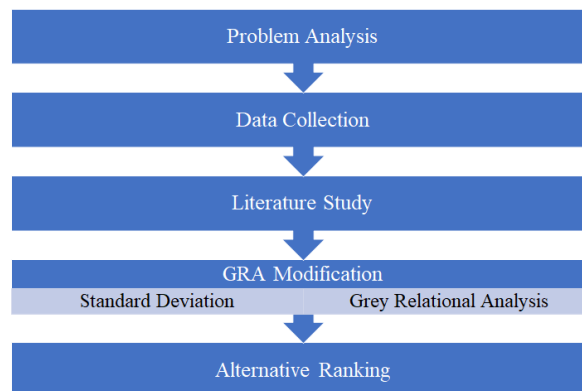 Problem Analysis
Data Collection
Literature Study
GRA Modification
Standard Deviation Grey Relational Analysis
Alternative Ranking